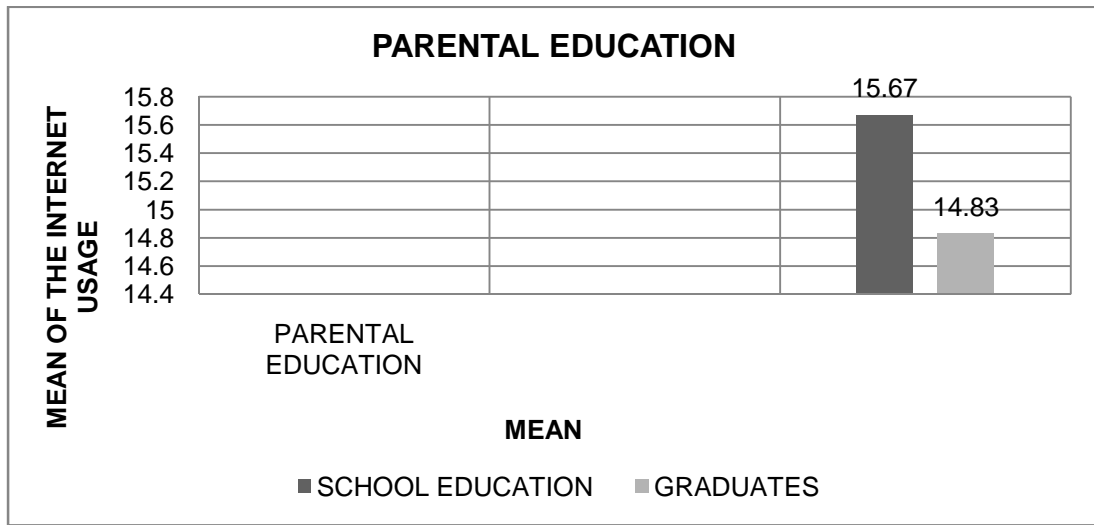 PARENTAL EDUCATION
MEAN OF THE INTERNET
USAGE
15.8
15.6
15.4
15.2
15
14.8
14.6
14.4
15.67
14.83
PARENTAL
EDUCATION
MEAN
SCHOOL EDUCATION
GRADUATES